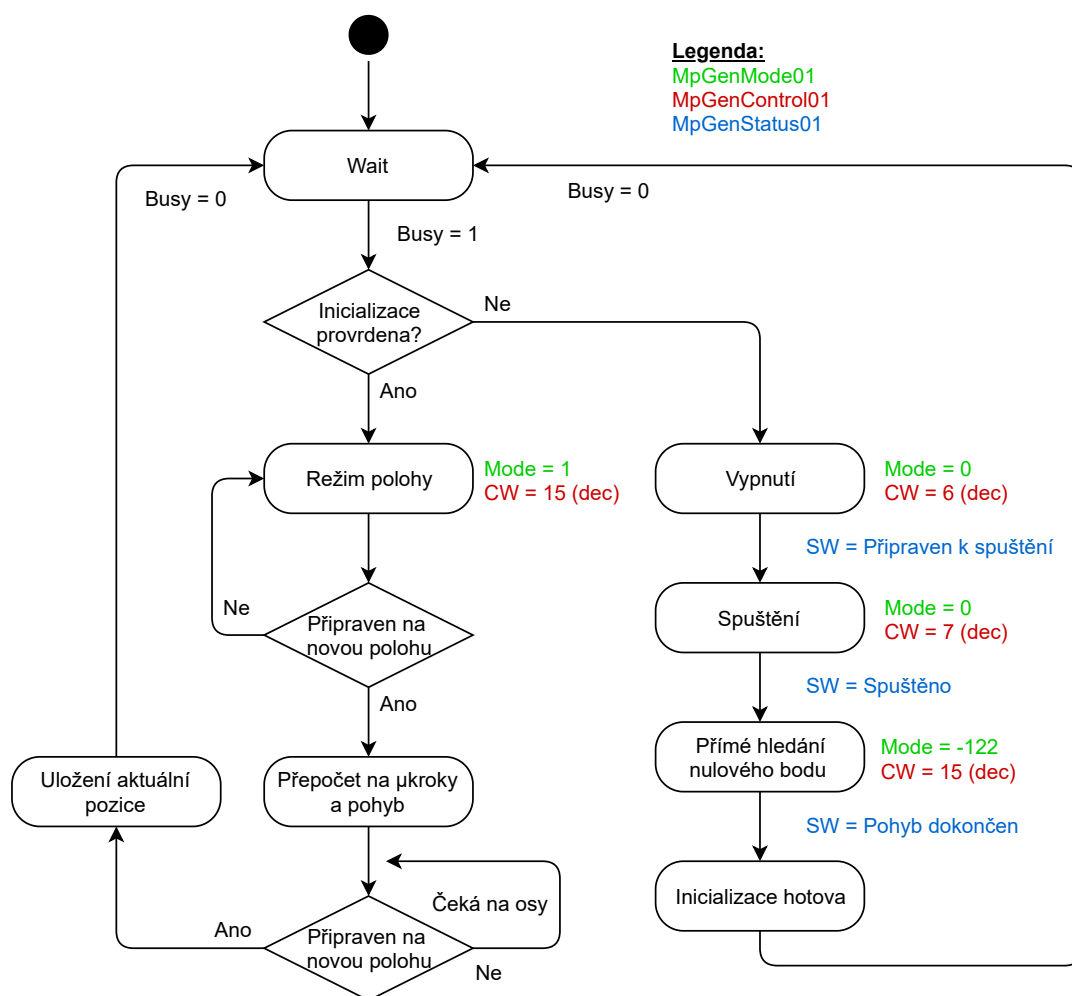 Legenda:
MpGenMode01
MpGenControl01
MpGenStatus01
Wait
Busy = 0
Busy = 0
Busy = 1
Inicializace
provrdena?
Ne
Ano
Režim polohy
Mode = 1
CW = 15 (dec)
Vypnutí
Mode = 0
CW = 6 (dec)
SW = Připraven k spuštění
Ne
Připraven na
novou polohu
Spuštění
Mode = 0
CW = 7 (dec)
Ano
SW = Spuštěno
Uložení aktuální
pozice
Přepočet na µkroky
a pohyb
Přímé hledání
nulového bodu
Mode = -122
CW = 15 (dec)
SW = Pohyb dokončen
Čeká na osy
Inicializace hotova
Ano
Připraven na
novou polohu
Ne